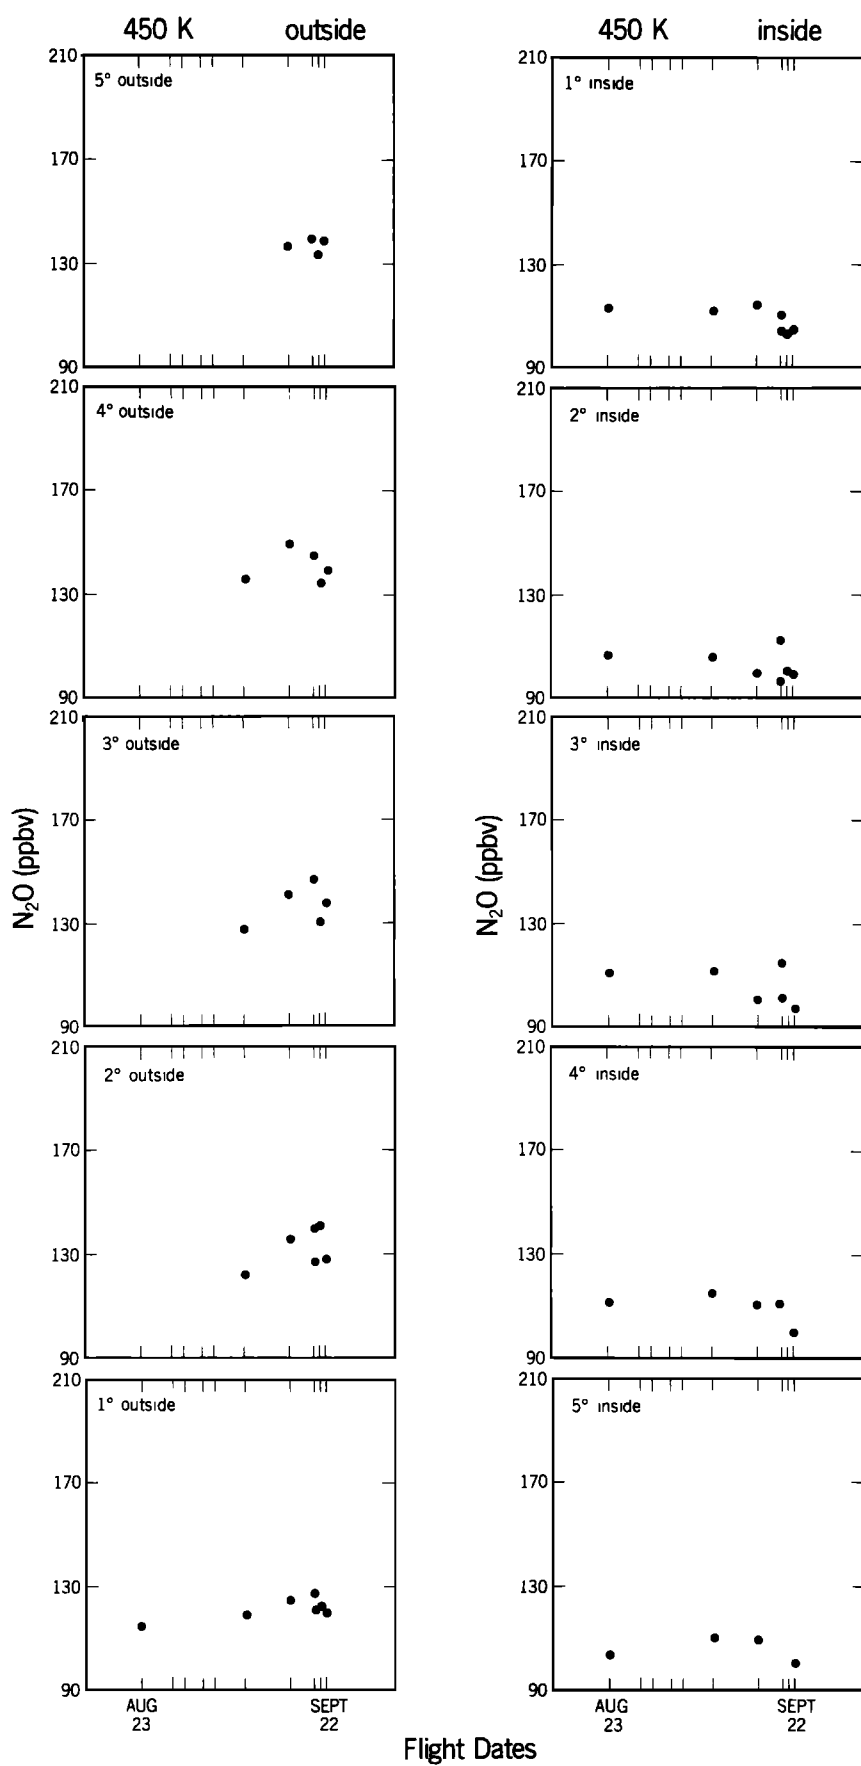 450 K outside
210
5° outside
170
130
90
210
4° outside
170
130
90
210
3° outside
170
130
90
210
2° outside
170
130
90
210
1° outside
170
130
90
AUG 23
SEPT 22
N₂O (ppbv)
450 K inside
210
1° inside
170
130
90
210
2° inside
170
130
90
210
3° inside
170
130
90
210
4° inside
170
130
90
210
5° inside
170
130
90
AUG 23
SEPT 22
N₂O (ppbv)
Flight Dates